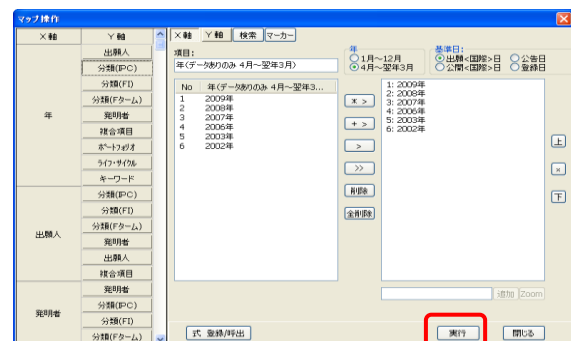 マップ操作
X軸
Y軸
年
出願人
分類(IPC)
分類(FI)
分類(Fターム)
発明者
複合項目
ポートフォリオ
ライフ・サイクル
キーワード
出願人
分類(IPC)
分類(FI)
分類(Fターム)
発明者
出願人
複合項目
発明者
発明者
分類(IPC)
分類(FI)
分類(Fターム)
X軸 Y軸 検索 マーカー
項目:
年(データありのみ 4月～翌年3月)
年
1月～12月
4月～翌年3月
基準日:
出願<国際>日 公告日
公開<国際>日 登録日
No 年(データありのみ 4月～翌年3...
1 2009年
2 2008年
3 2007年
4 2006年
5 2003年
6 2002年
* >
+ >
>
>>
削除
全削除
1: 2009年
2: 2008年
3: 2007年
4: 2006年
5: 2003年
6: 2002年
上
×
下
追加 Zoom
式 登録/呼出
実行
閉じる